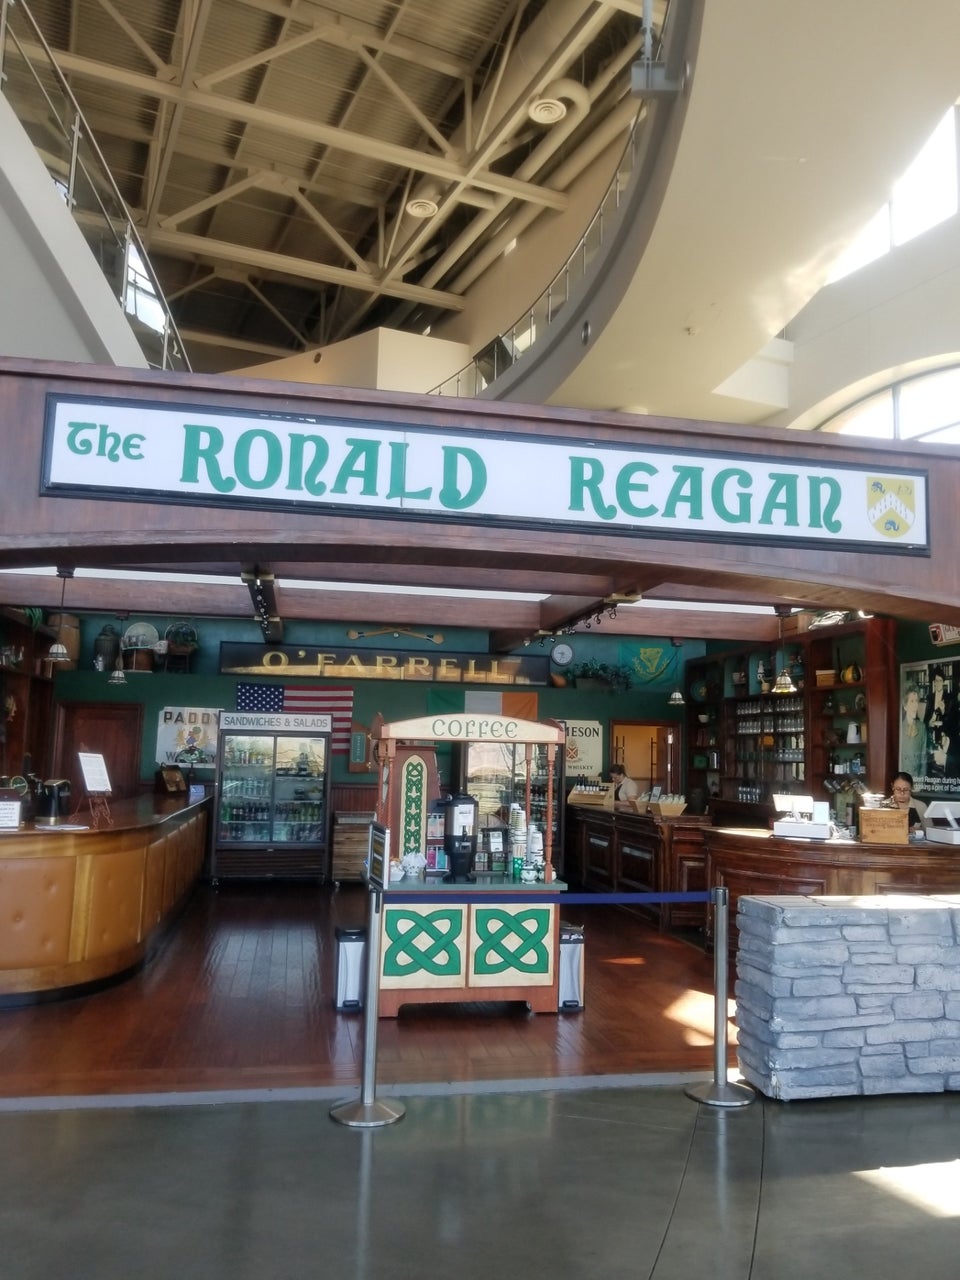 The RONALD REAGAN
O'FARRELL
PADDY
SANDWICHES & SALADS
COFFEE
MESON
WHISKEY